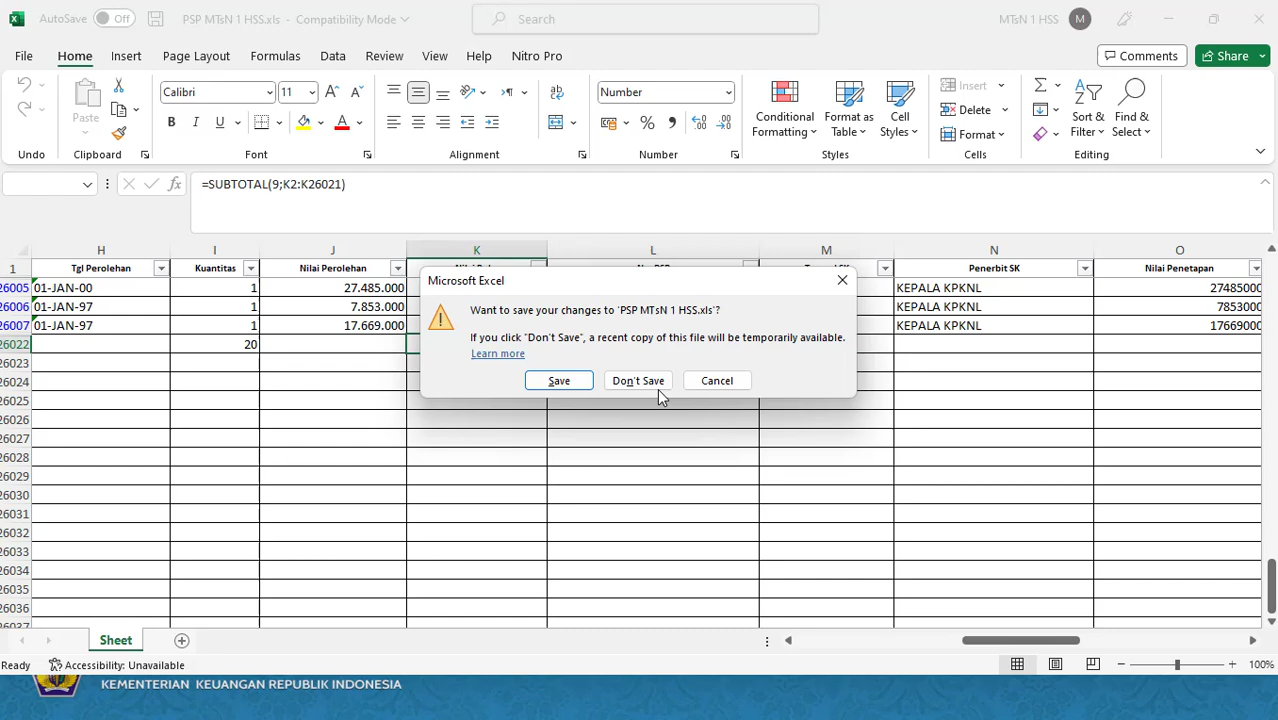 AutoSave Off PSP MTsN 1 HSS.xls - Compatibility Mode Search MTsN 1 HSS M
File Home Insert Page Layout Formulas Data Review View Help Nitro Pro Comments Share
Paste
Calibri 11
B I U A
ab
Number
% ,
Conditional Formatting
Format as Table
Cell Styles
Insert
Delete
Format
Sort & Filter
Find & Select
Undo Clipboard Font Alignment Number Styles Cells Editing
fx =SUBTOTAL(9;K2:K26021)
H I J K L M N O
1 Tgl Perolehan Kuantitas Nilai Perolehan Penerbit SK Nilai Penetapan
26005 01-JAN-00 1 27.485.000 KEPALA KPKNL 27485000
26006 01-JAN-97 1 7.853.000 KEPALA KPKNL 7853000
26007 01-JAN-97 1 17.669.000 KEPALA KPKNL 17669000
26022 20
26023
26024
26025
26026
26027
26028
26029
26030
26031
26032
26033
26034
26035
26036
26037
Microsoft Excel
Want to save your changes to 'PSP MTsN 1 HSS.xls'?
If you click "Don't Save", a recent copy of this file will be temporarily available.
Learn more
Save Don't Save Cancel
Sheet
Ready Accessibility: Unavailable 100%
KEMENTERIAN KEUANGAN REPUBLIK INDONESIA